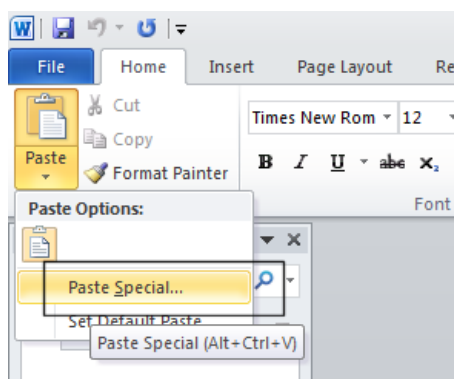 W
File Home Insert Page Layout Re
Cut
Copy
Paste
Format Painter
Times New Rom 12
B I U abc x₂
Font
Paste Options:
Paste Special...
Set Default Paste
Paste Special (Alt+Ctrl+V)